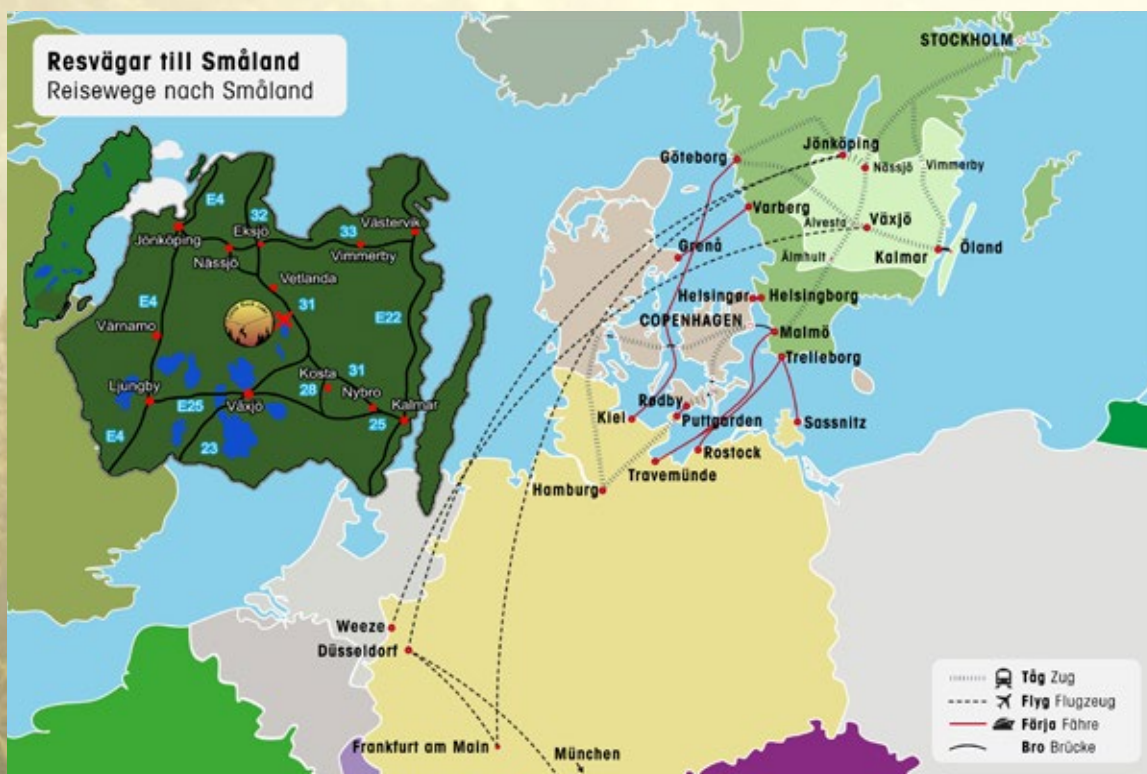 Resvägar till Småland
Reisewege nach Småland
E4
32
Jönköping
Eksjö
33
Västervik
Nässjö
Vimmerby
Vetlanda
E4
31
E22
Värnamo
Ljungby
Kosta
31
28
Nybro
E25
Växjö
Kalmar
E4
23
25
STOCKHOLM
Jönköping
Göteborg
Nässjö
Vimmerby
Varberg
Alvesta
Växjö
Grenå
Älmhult
Kalmar
Öland
Helsingør
Helsingborg
COPENHAGEN
Malmö
Trelleborg
Rødby
Kiel
Puttgarden
Sassnitz
Rostock
Travemünde
Hamburg
Weeze
Düsseldorf
Frankfurt am Main
München
Tåg Zug
Flyg Flugzeug
Färja Fähre
Bro Brücke